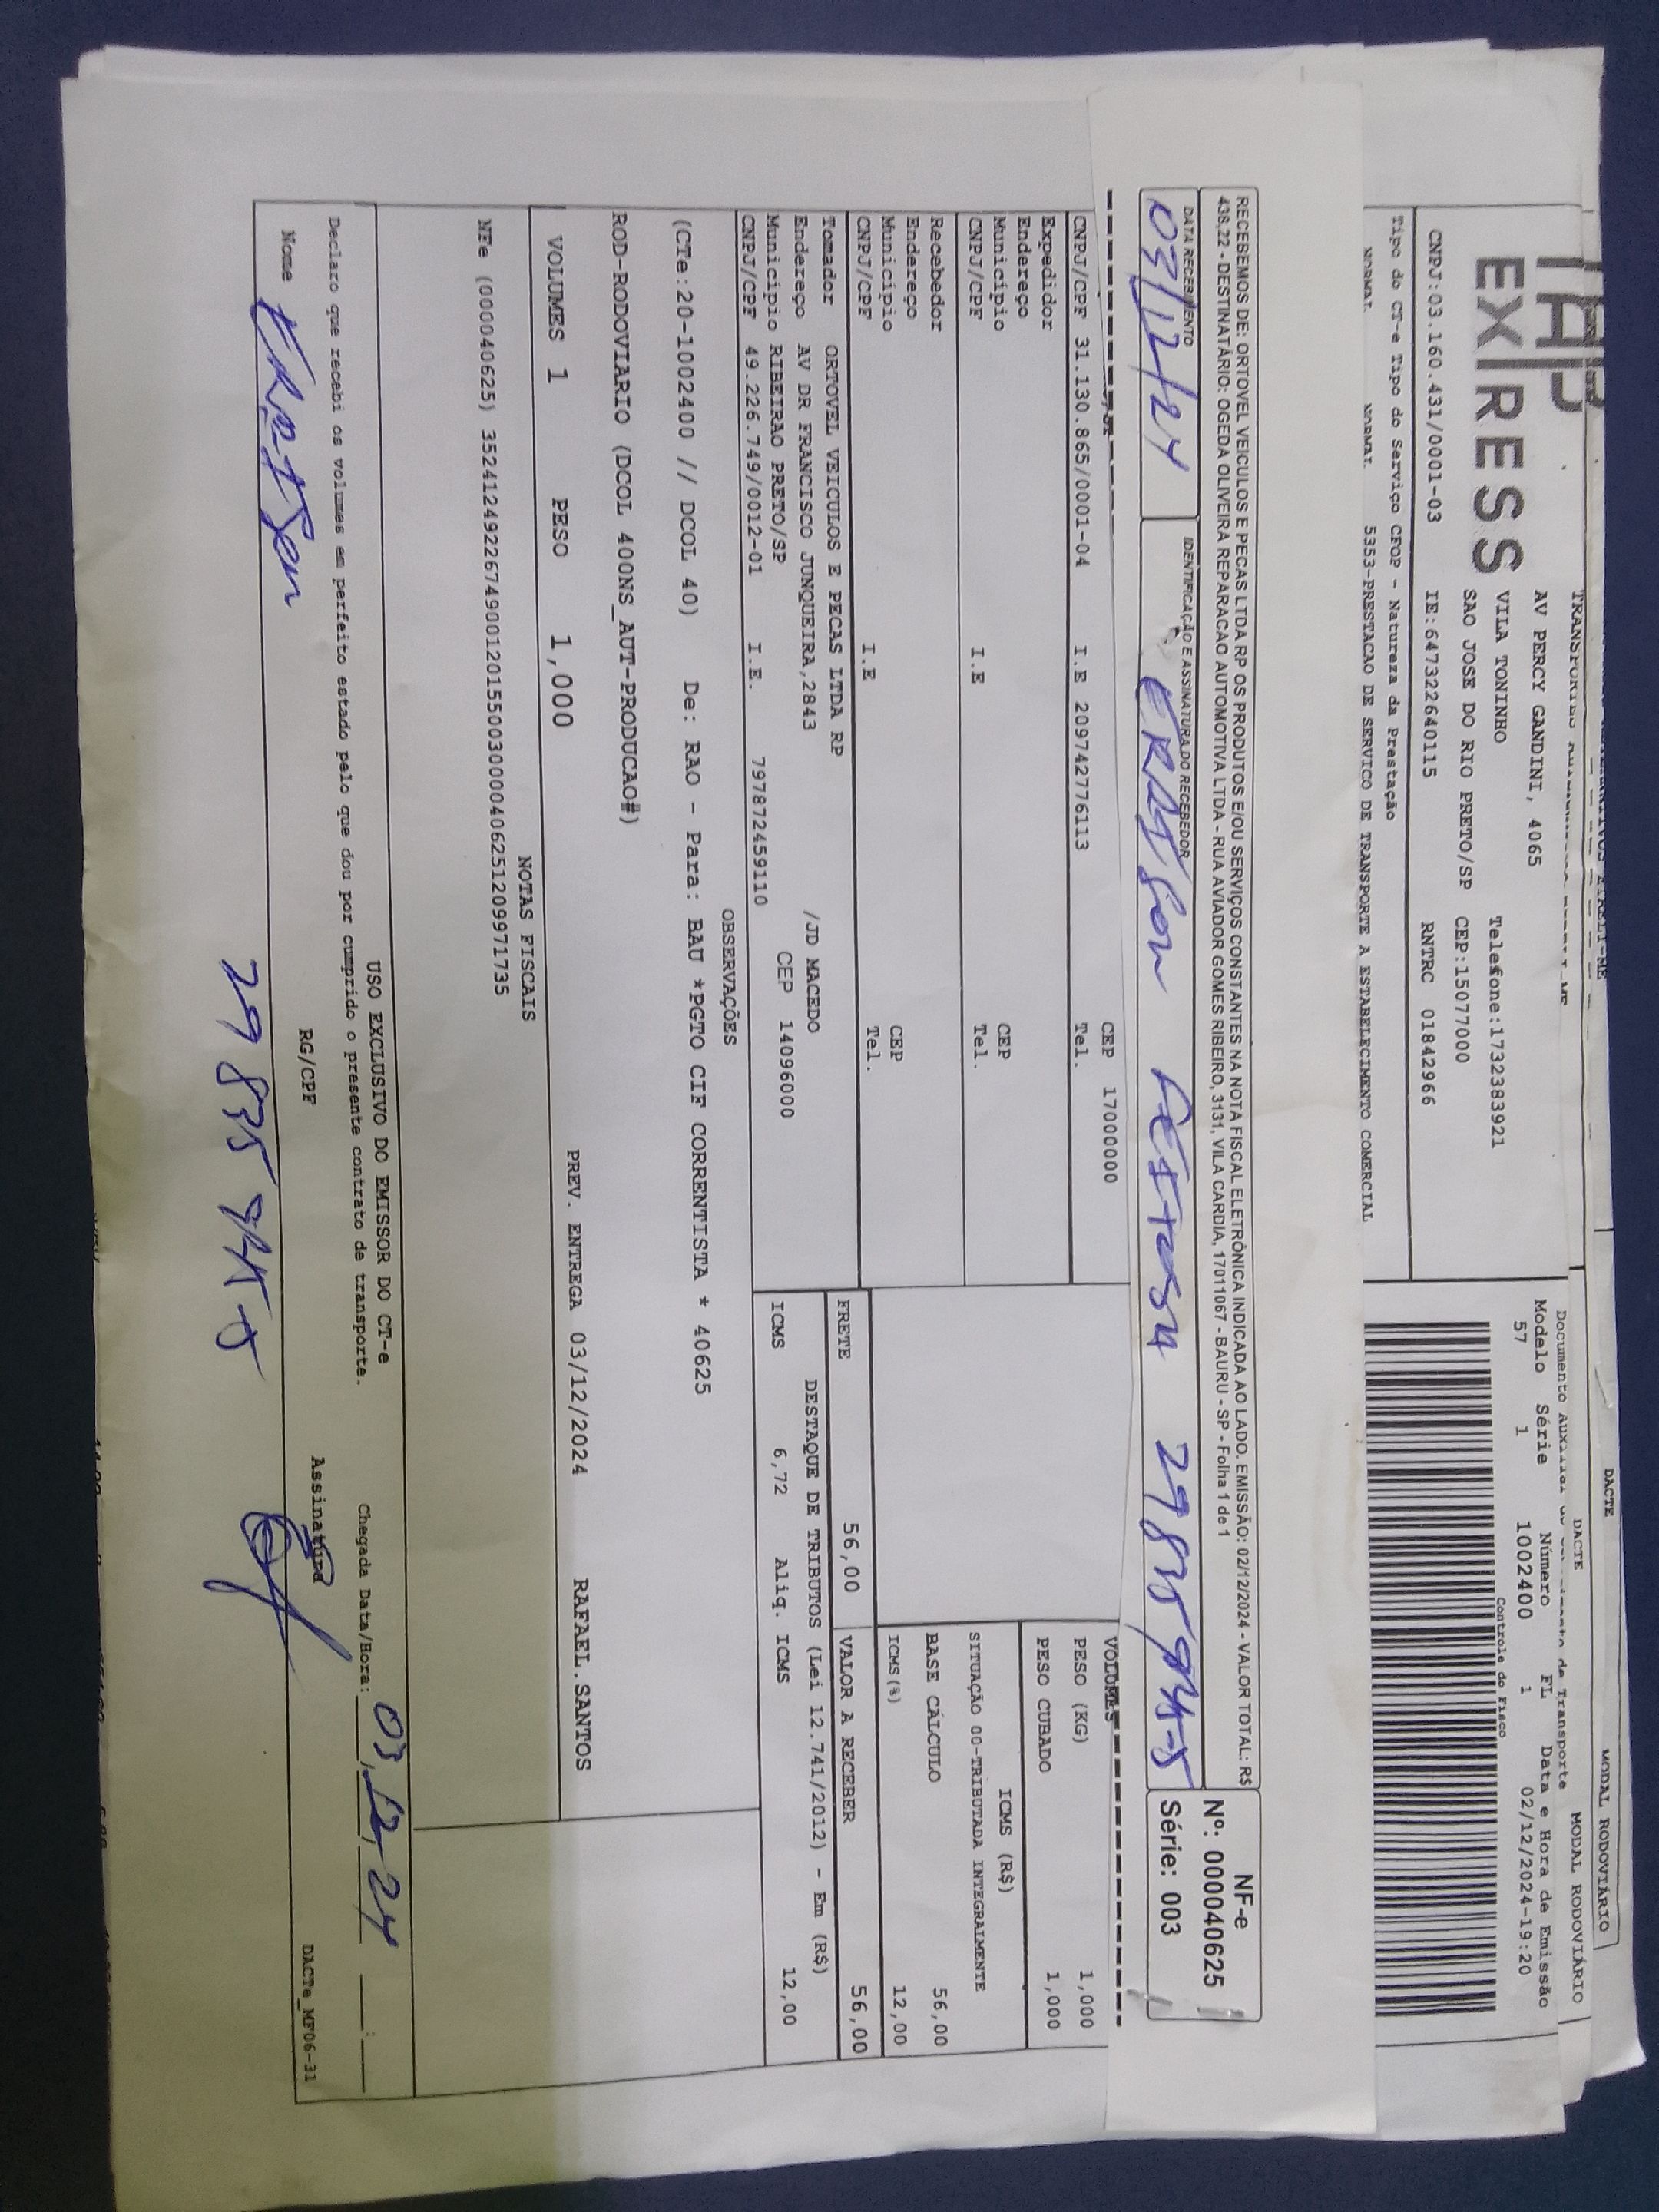 DACTE MODAL RODOVIÁRIO
DACTE MODAL RODOVIÁRIO
TAP
EX/RESS
AV PERCY GANDINI, 4065
VILA TONINHO Telefone:1732383921
SAO JOSE DO RIO PRETO/SP CEP:15077000
CNPJ:03.160.431/0001-03 IE:647322640115 RNTRC 01842966
Modelo Série Número FL Data e Hora de Emissão
57 1 1002400 1 02/12/2024-19:20
Controle do Fisco
Tipo do CT-e Tipo do Serviço CFOP - Natureza da Prestação
NORMAL NORMAL 5353-PRESTACAO DE SERVICO DE TRANSPORTE A ESTABELECIMENTO COMERCIAL
RECEBEMOS DE: ORTOVEL VEICULOS E PECAS LTDA RP OS PRODUTOS E/OU SERVIÇOS CONSTANTES NA NOTA FISCAL ELETRÔNICA INDICADA AO LADO. EMISSÃO: 02/12/2024 - VALOR TOTAL: R$
438,22 - DESTINATÁRIO: OGEDA OLIVEIRA REPARACAO AUTOMOTIVA LTDA - RUA AVIADOR GOMES RIBEIRO, 3131, VILA CARDIA, 17011067 - BAURU - SP - Folha 1 de 1
NF-e
Nº: 000040625
Série: 003
DATA RECEBIMENTO IDENTIFICAÇÃO E ASSINATURA DO RECEBEDOR
03/12/24
CEP 17000000 VOLUMES
CNPJ/CPF 31.130.865/0001-04 I.E 209742776113 Tel. PESO (KG) 1,000
Expedidor PESO CUBADO 1,000
Endereço
Municipio CEP ICMS (R$)
CNPJ/CPF I.E Tel. SITUAÇÃO 00-TRIBUTADA INTEGRALMENTE
Recebedor BASE CÁLCULO 56,00
Endereço
Municipio CEP ICMS(%) 12,00
CNPJ/CPF I.E Tel.
FRETE 56,00 VALOR A RECEBER 56,00
Tomador ORTOVEL VEICULOS E PECAS LTDA RP
Endereço AV DR FRANCISCO JUNQUEIRA,2843 /JD MACEDO
Municipio RIBEIRAO PRETO/SP CEP 14096000
CNPJ/CPF 49.226.749/0012-01 I.E. 797872459110
DESTAQUE DE TRIBUTOS (Lei 12.741/2012) - Em (R$)
ICMS 6,72 Aliq. ICMS 12,00
OBSERVAÇÕES
(CTe:20-1002400 // DCOL 40) De: RAO - Para: BAU *PGTO CIF CORRENTISTA * 40625
ROD-RODOVIARIO (DCOL 400NS_AUT-PRODUCAO#)
VOLUMES 1 PESO 1,000 PREV. ENTREGA 03/12/2024 RAFAEL.SANTOS
NOTAS FISCAIS
NFe (000040625) 35241249226749001201550030000406251209971735
USO EXCLUSIVO DO EMISSOR DO CT-e
Declaro que recebi os volumes em perfeito estado pelo que dou por cumprido o presente contrato de transporte. Chegada Data/Hora: 03/12/24
Nome RG/CPF Assinatura DACTe_MF06-31